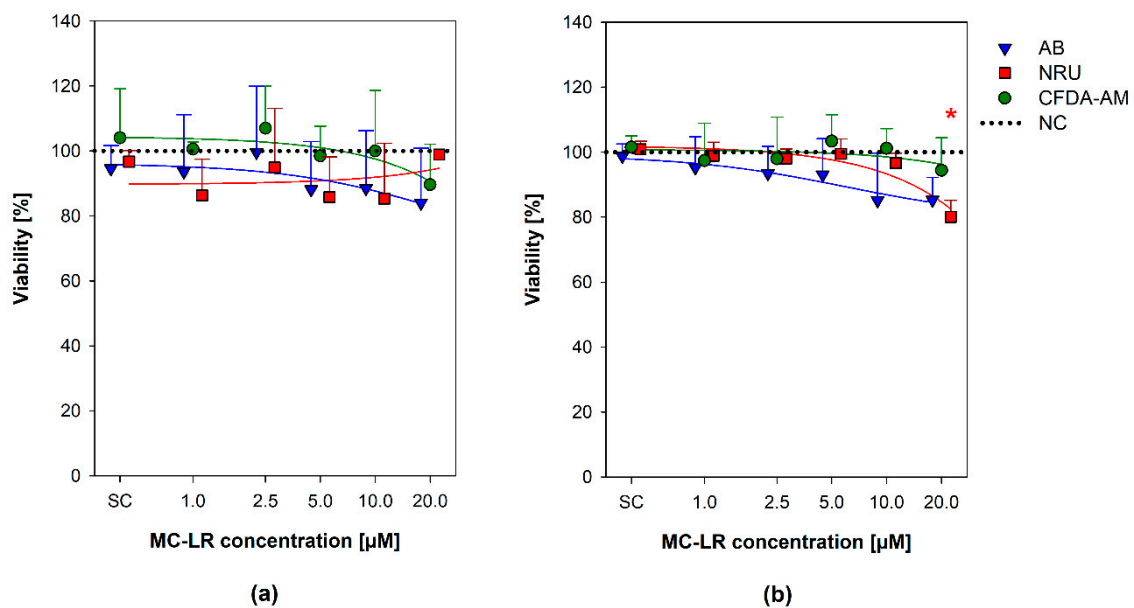 140
120
100
80
60
40
20
0
Viability [%]
SC 1.0 2.5 5.0 10.0 20.0
MC-LR concentration [µM]
(a)
140
120
100
80
60
40
20
0
Viability [%]
*
SC 1.0 2.5 5.0 10.0 20.0
MC-LR concentration [µM]
(b)
AB
NRU
CFDA-AM
NC